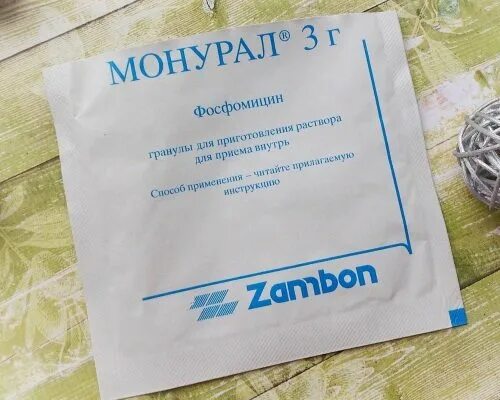 МОНУРАЛ® 3 г
Фосфомицин
гранулы для приготовления раствора
для приема внутрь
Способ применения – читайте прилагаемую
инструкцию
Zambon